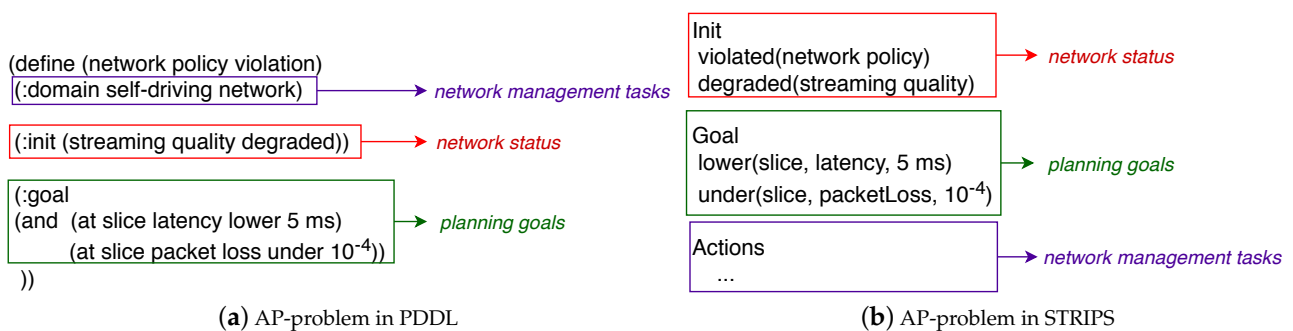 (define (network policy violation)
(:domain self-driving network)
network management tasks
(:init (streaming quality degraded))
network status
(:goal
(and (at slice latency lower 5 ms)
(at slice packet loss under 10⁻⁴))
planning goals
))
(a) AP-problem in PDDL
Init
violated(network policy)
degraded(streaming quality)
network status
Goal
lower(slice, latency, 5 ms)
under(slice, packetLoss, 10⁻⁴)
planning goals
Actions
...
network management tasks
(b) AP-problem in STRIPS